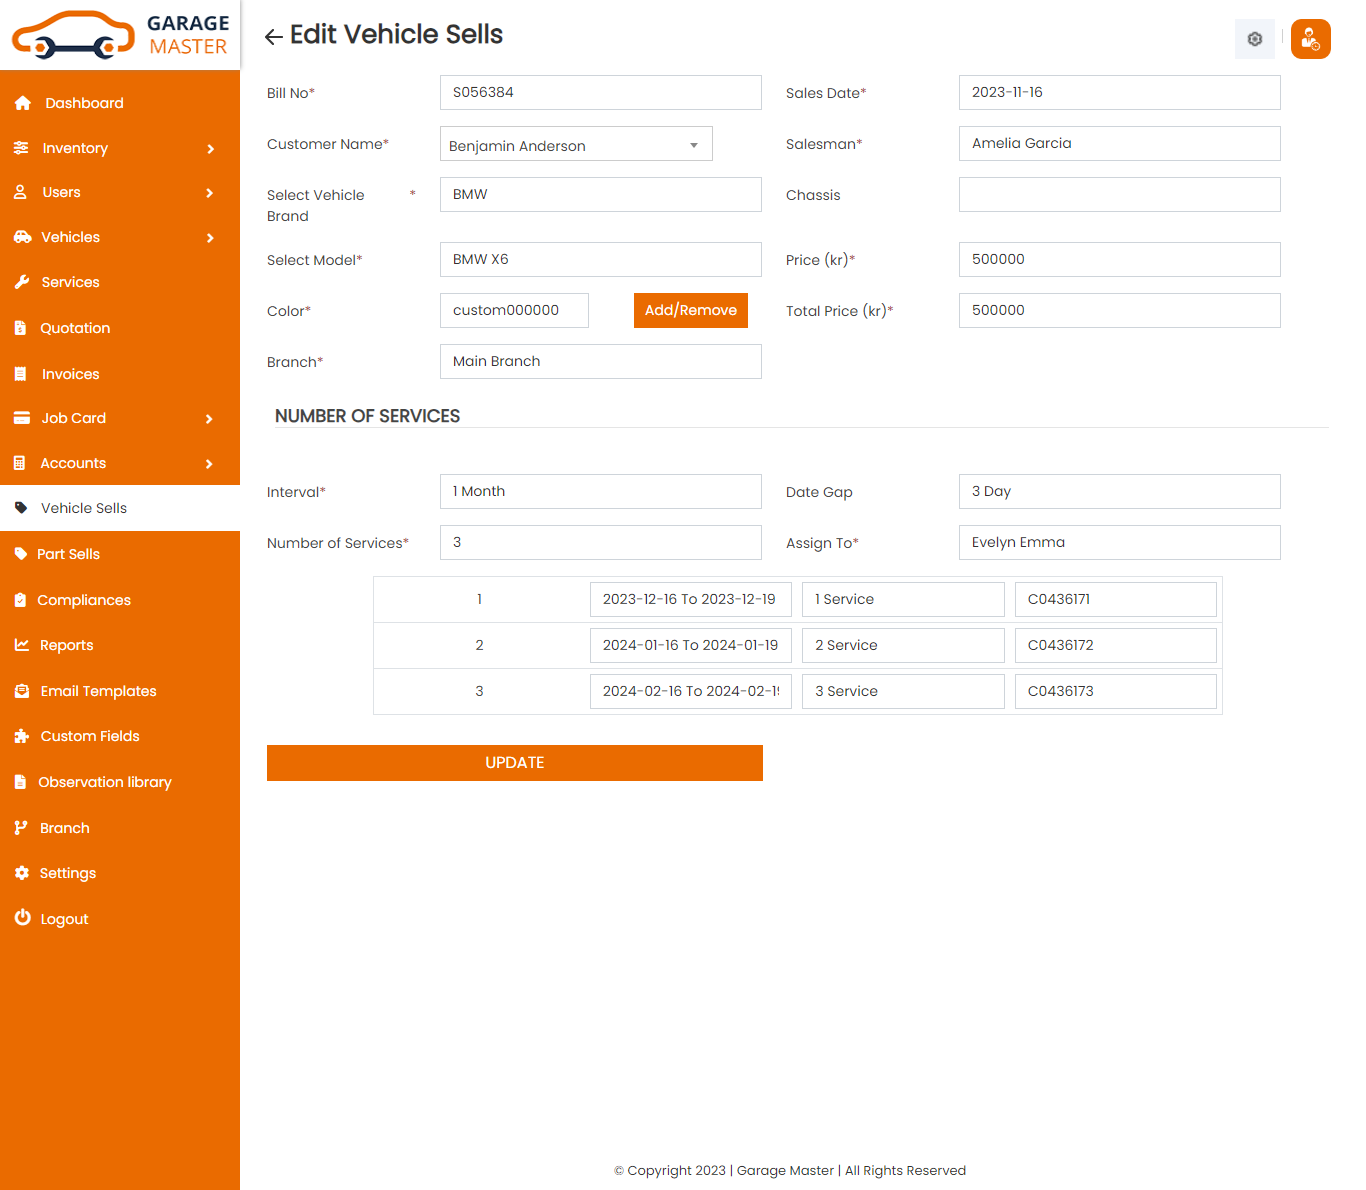 GARAGE
MASTER
Dashboard
Inventory
Users
Vehicles
Services
Quotation
Invoices
Job Card
Accounts
Vehicle Sells
Part Sells
Compliances
Reports
Email Templates
Custom Fields
Observation library
Branch
Settings
Logout
Edit Vehicle Sells
Bill No* S056384 Sales Date* 2023-11-16
Customer Name* Benjamin Anderson Salesman* Amelia Garcia
Select Vehicle * BMW Chassis
Brand
Select Model* BMW X6 Price (kr)* 500000
Color* custom000000 Add/Remove Total Price (kr)* 500000
Branch* Main Branch
NUMBER OF SERVICES
Interval* 1 Month Date Gap 3 Day
Number of Services* 3 Assign To* Evelyn Emma
1 2023-12-16 To 2023-12-19 1 Service C0436171
2 2024-01-16 To 2024-01-19 2 Service C0436172
3 2024-02-16 To 3 Service C0436173
UPDATE
© Copyright 2023 | Garage Master | All Rights Reserved